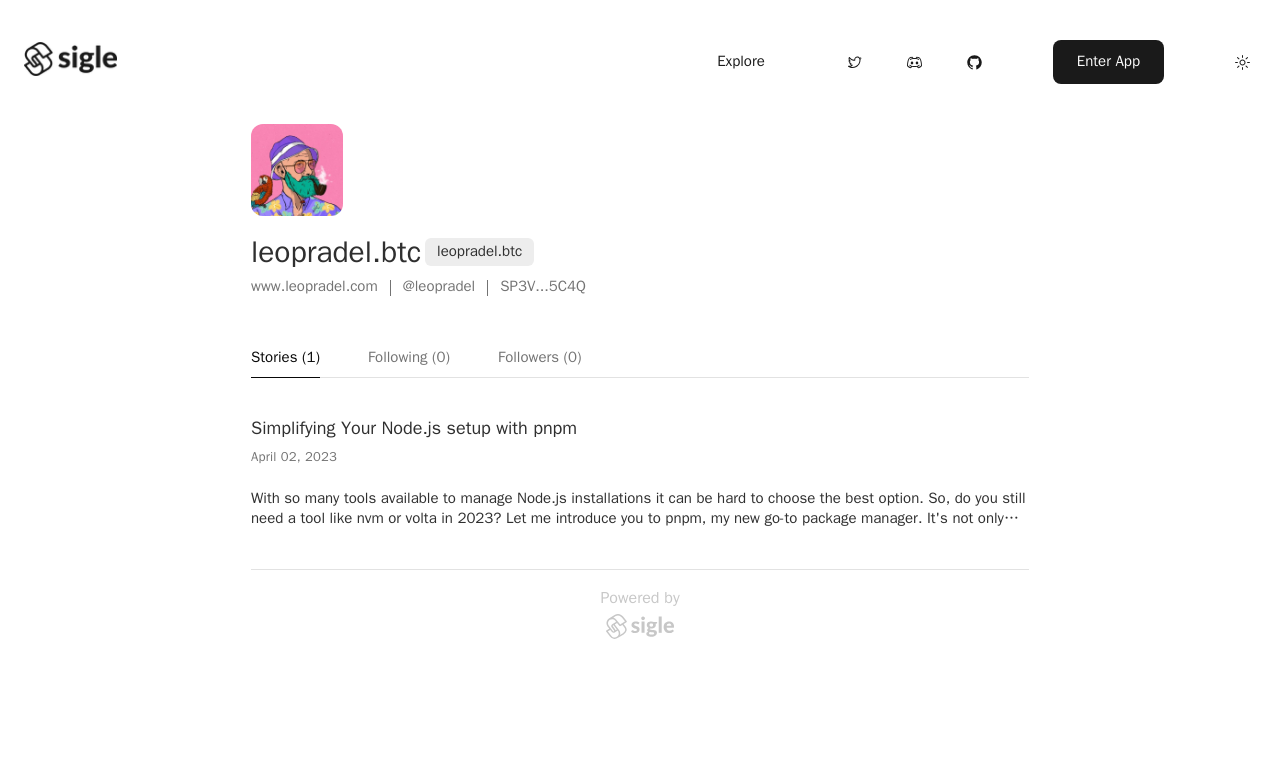 sigle
Explore
Enter App
leopradel.btc leopradel.btc
www.leopradel.com | @leopradel | SP3V...5C4Q
Stories (1) Following (0) Followers (0)
Simplifying Your Node.js setup with pnpm
April 02, 2023
With so many tools available to manage Node.js installations it can be hard to choose the best option. So, do you still
need a tool like nvm or volta in 2023? Let me introduce you to pnpm, my new go-to package manager. It's not only…
Powered by
sigle